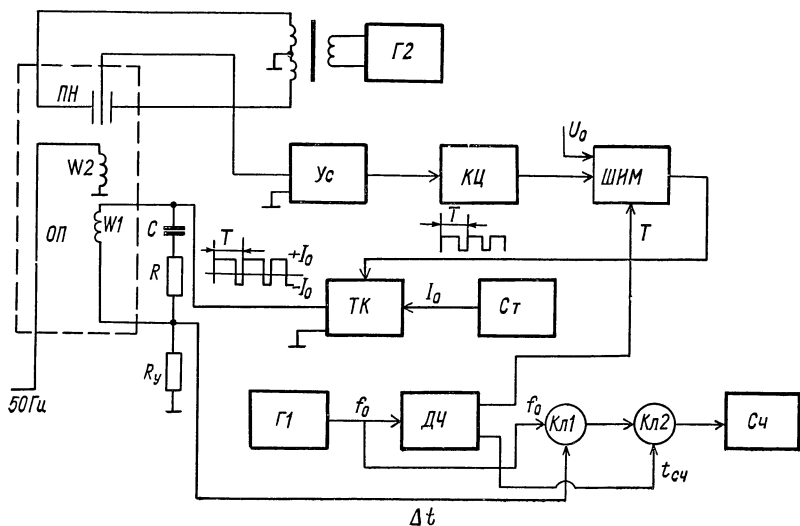 Г2
ПН
U₀
W2
Ус
КЦ
ШИМ
ОП
W1
C
T
+I₀
T
T
R
−I₀
ТК
I₀
Ст
Rу
50Гц
Г1
f₀
ДЧ
f₀
Кл1
Кл2
Сч
tсч
Δt